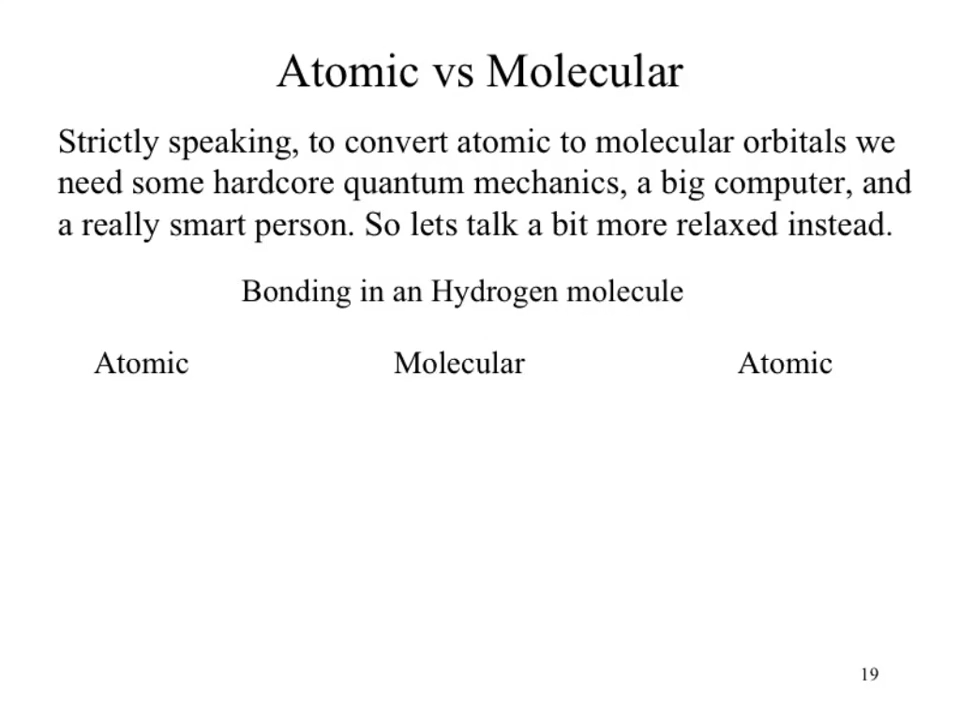 Atomic vs Molecular
Strictly speaking, to convert atomic to molecular orbitals we
need some hardcore quantum mechanics, a big computer, and
a really smart person. So lets talk a bit more relaxed instead.
Bonding in an Hydrogen molecule
Atomic Molecular Atomic
19